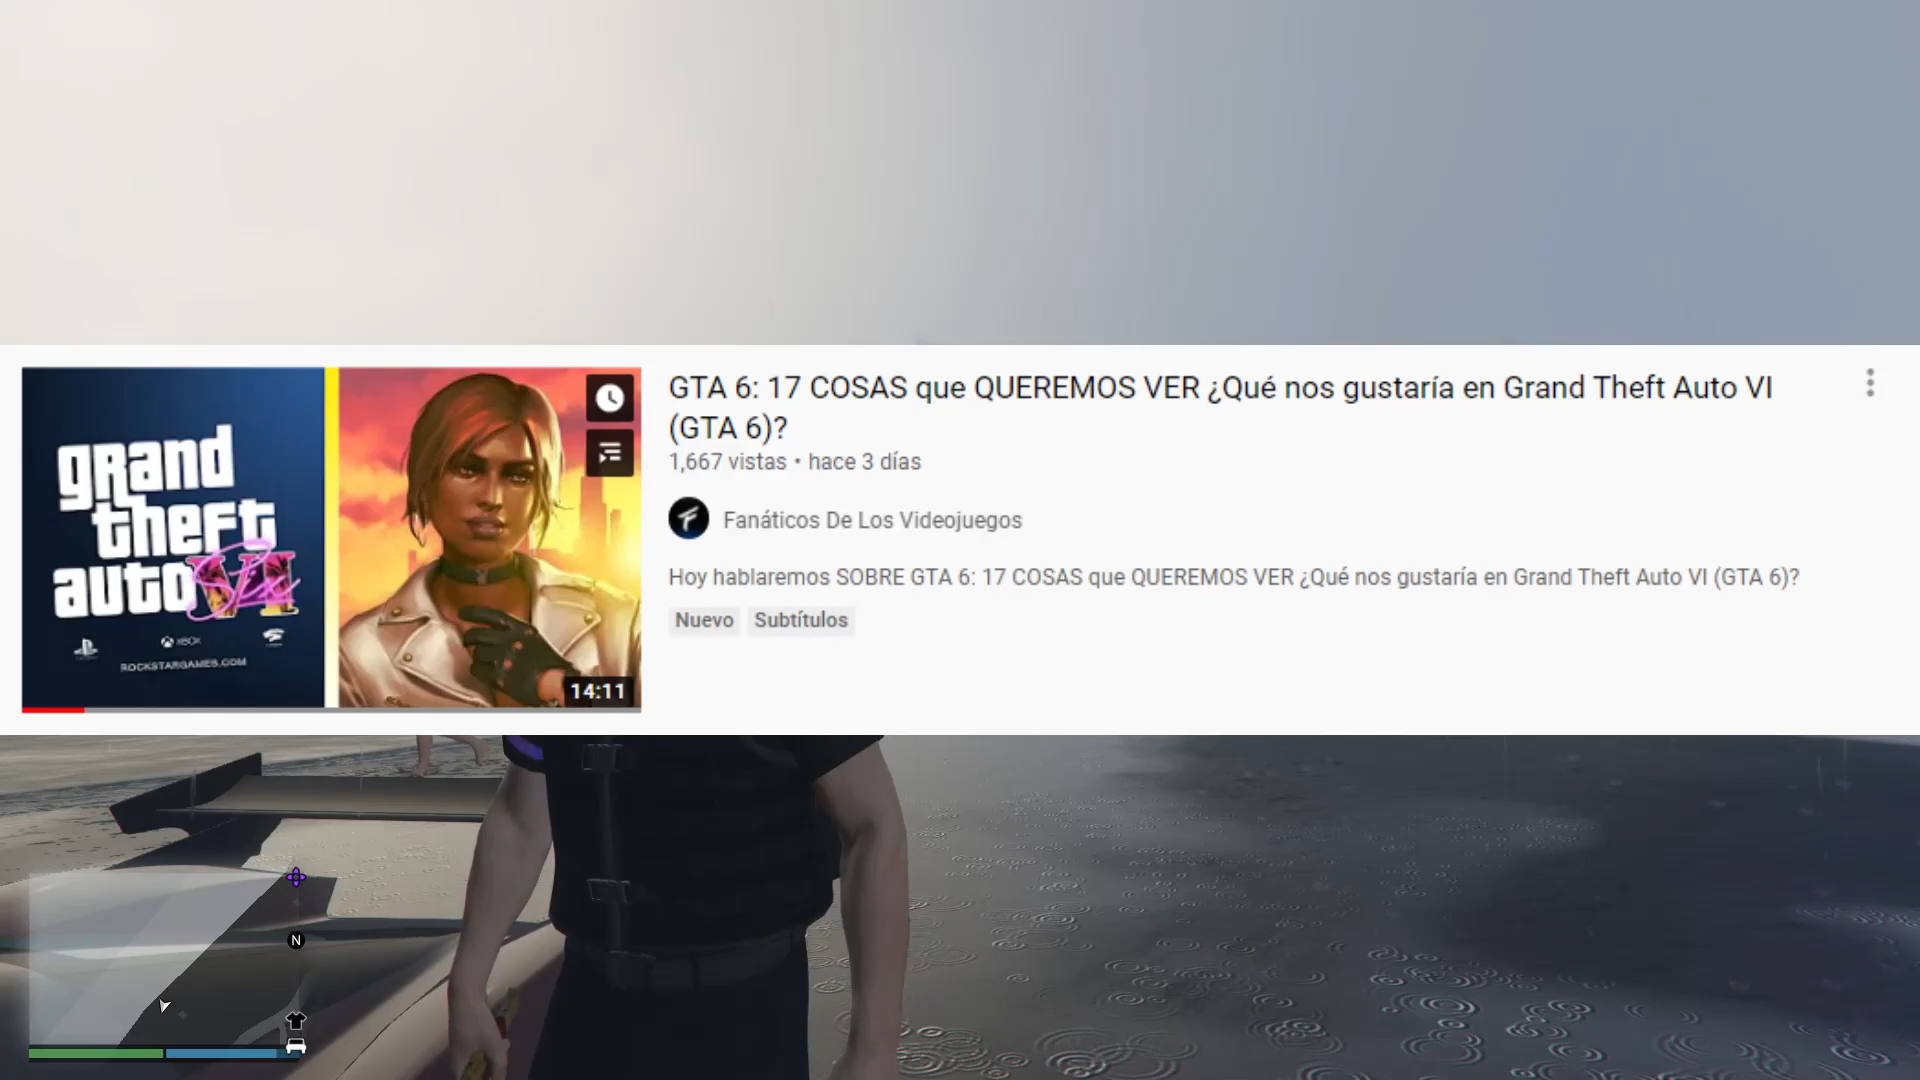 grand
theft
auto VI
Six
XBOX
ROCKSTARGAMES.COM
14:11
GTA 6: 17 COSAS que QUEREMOS VER ¿Qué nos gustaría en Grand Theft Auto VI
(GTA 6)?
1,667 vistas • hace 3 días
Fanáticos De Los Videojuegos
Hoy hablaremos SOBRE GTA 6: 17 COSAS que QUEREMOS VER ¿Qué nos gustaría en Grand Theft Auto VI (GTA 6)?
Nuevo Subtítulos
N